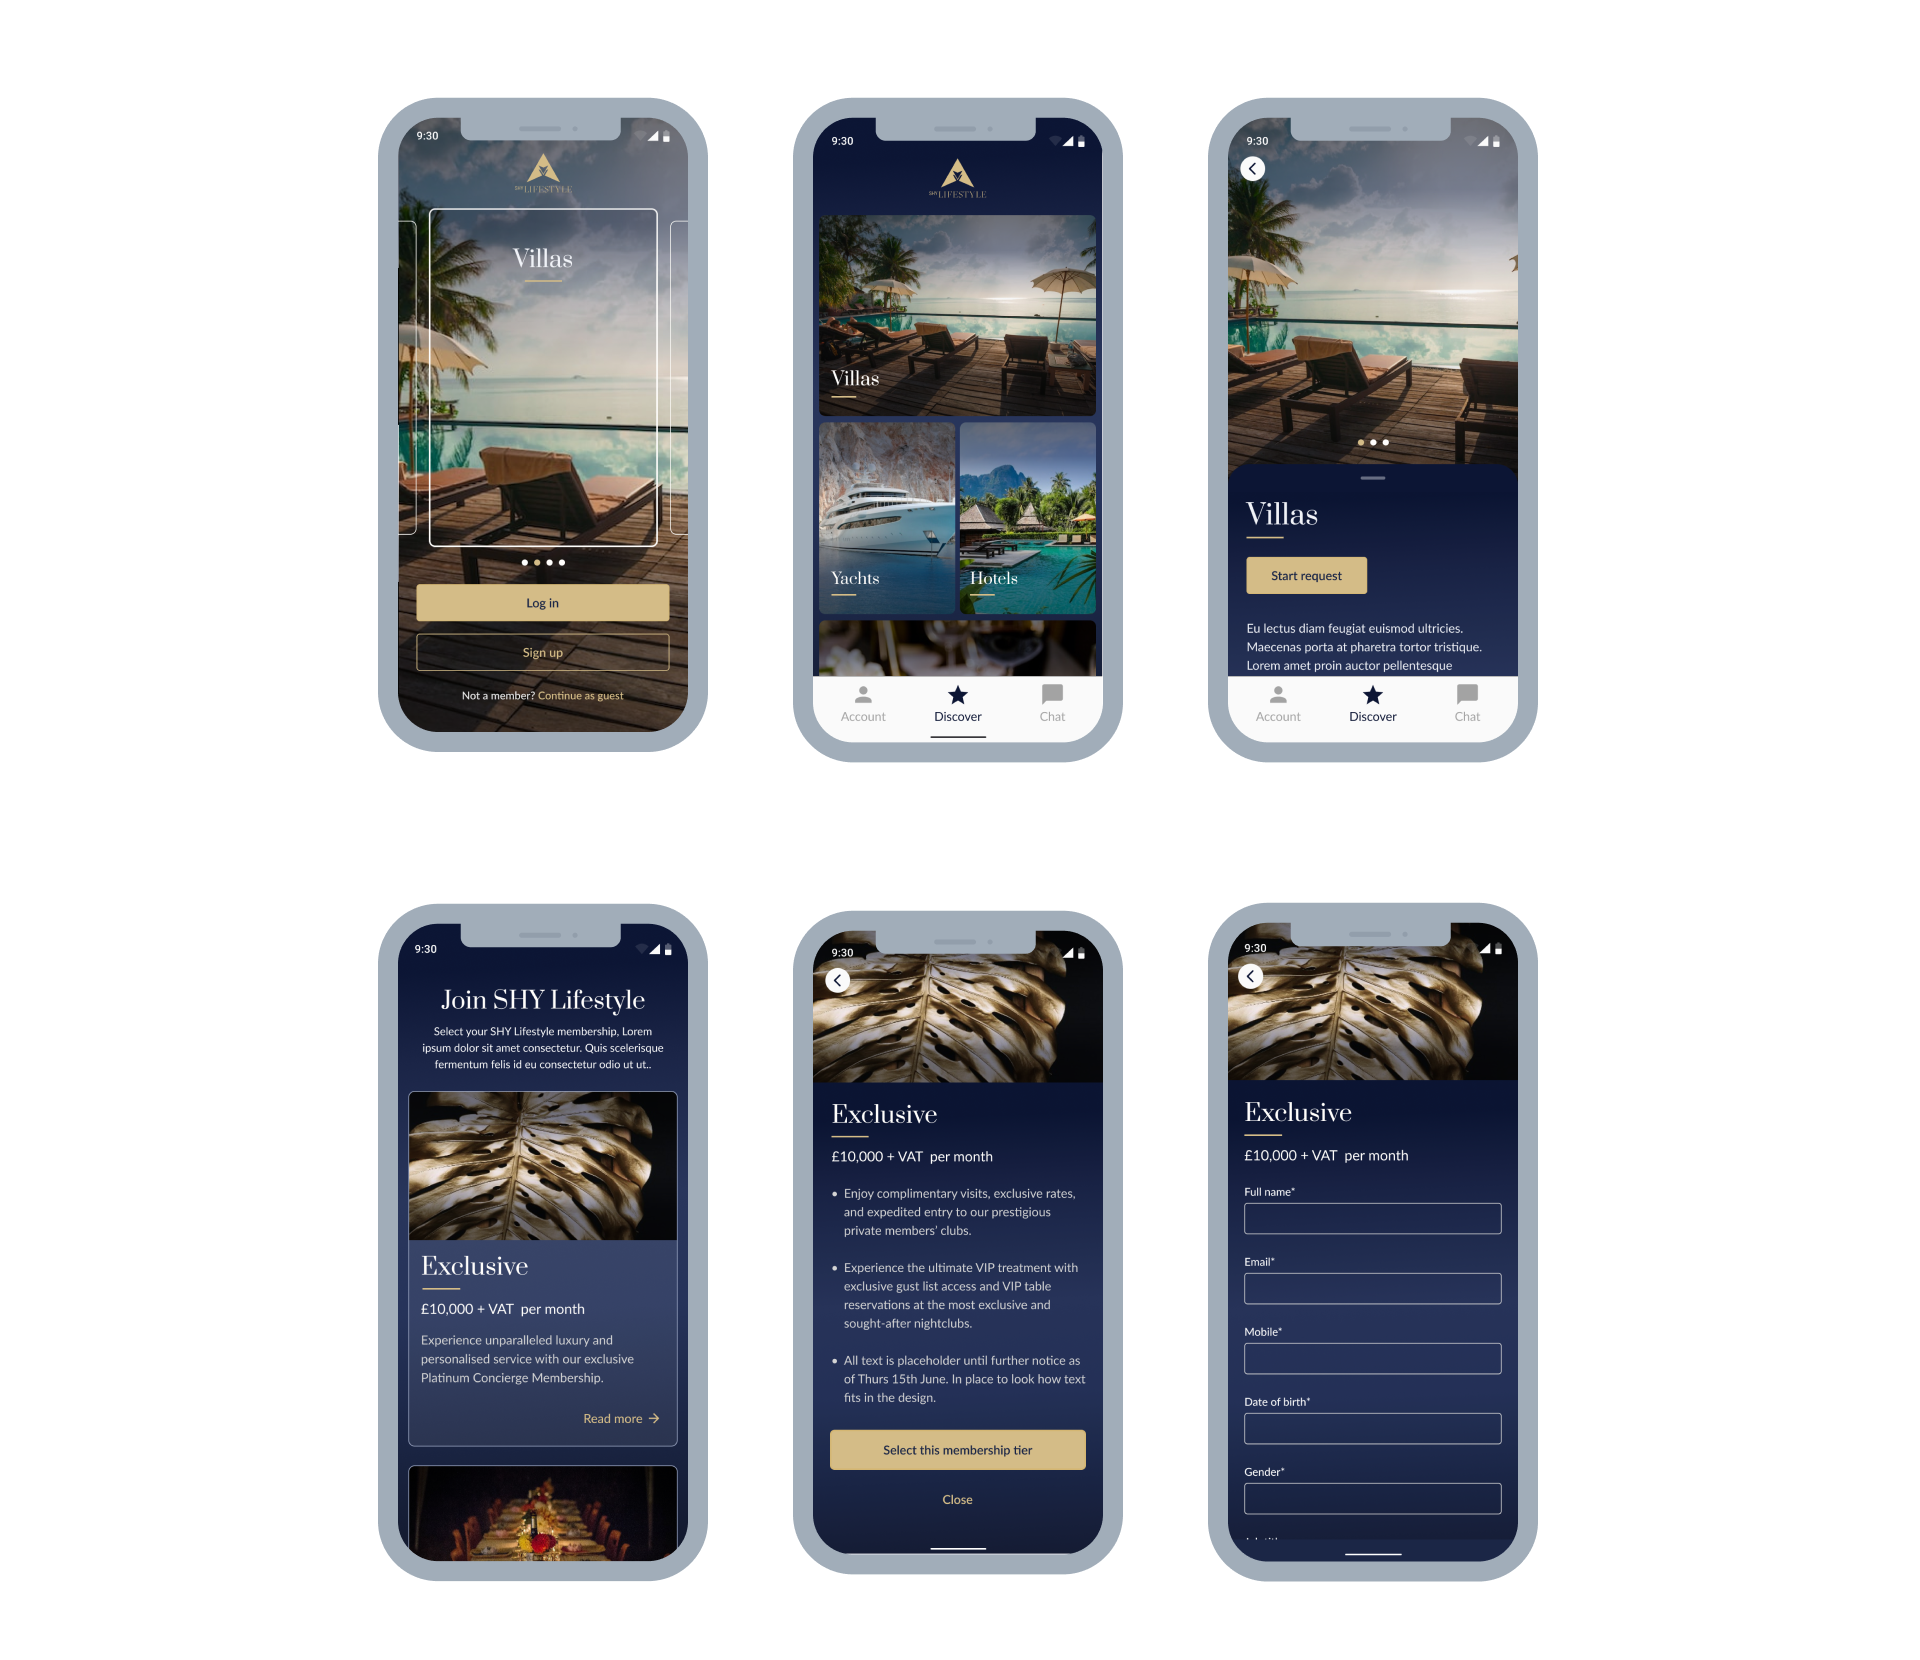 9:30
SHY LIFESTYLE
Villas
Log in
Sign up
Not a member? Continue as guest
9:30
SHY LIFESTYLE
Villas
Yachts
Hotels
Account
Discover
Chat
9:30
Villas
Start request
Eu lectus diam feugiat euismod ultricies.
Maecenas porta at pharetra tortor tristique.
Lorem amet proin auctor pellentesque
Account
Discover
Chat
9:30
Join SHY Lifestyle
Select your SHY Lifestyle membership, Lorem
ipsum dolor sit amet consectetur. Quis scelerisque
fermentum felis id eu consectetur odio ut ut..
Exclusive
£10,000 + VAT per month
Experience unparalleled luxury and
personalised service with our exclusive
Platinum Concierge Membership.
Read more →
9:30
Exclusive
£10,000 + VAT per month
• Enjoy complimentary visits, exclusive rates,
and expedited entry to our prestigious
private members' clubs.
• Experience the ultimate VIP treatment with
exclusive gust list access and VIP table
reservations at the most exclusive and
sought-after nightclubs.
• All text is placeholder until further notice as
of Thurs 15th June. In place to look how text
fits in the design.
Select this membership tier
Close
9:30
Exclusive
£10,000 + VAT per month
Full name*
Email*
Mobile*
Date of birth*
Gender*